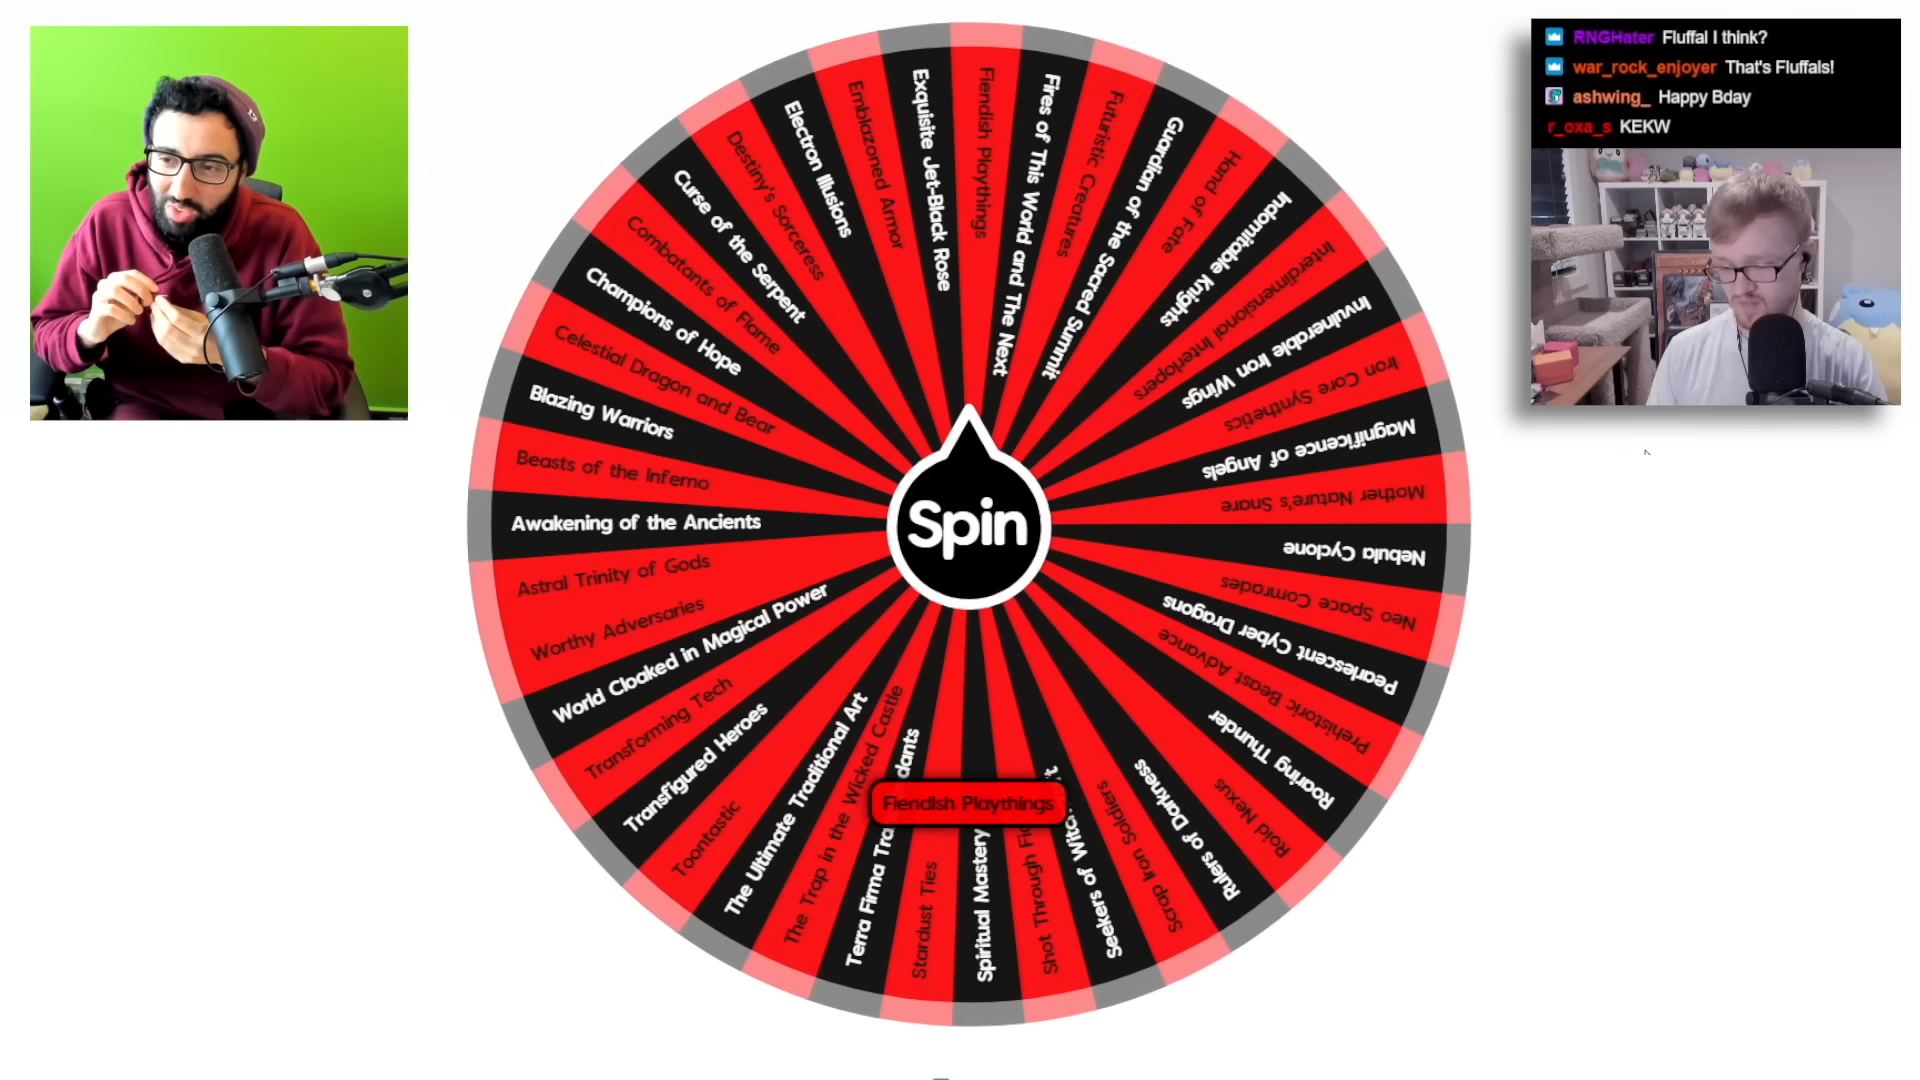 RNGHater Fluffal I think?
war_rock_enjoyer That's Fluffals!
ashwing_ Happy Bday
r_oxa_s KEKW
Fiendish Playthings
Fires of This World and The Next
Futuristic Creatures
Guardian of the Sacred Summit
Hand of Fate
Indomitable Knights
Interdimensional Interlopers
Invulnerable Iron Wings
Iron Core Synthetics
Magnificence of Angels
Mother Nature's Snare
Nebula Cyclone
Neo Space Comrades
Pearlescent Cyber Dragons
Prehistoric Beast Advance
Roaring Thunder
Roid Nexus
Rulers of Darkness
Scrap Iron Soldiers
Seekers of
Shot Through
Spiritual Mastery
Stardust Ties
Terra Firma
The Trap in the Wicked Castle
The Ultimate Traditional Art
Toontastic
Transfigured Heroes
Transforming Tech
World Cloaked in Magical Power
Worthy Adversaries
Astral Trinity of Gods
Awakening of the Ancients
Beasts of the Inferno
Blazing Warriors
Celestial Dragon and Bear
Champions of Hope
Combatants of Flame
Curse of the Serpent
Destiny's Sorceress
Electron Illusions
Emblazoned Armor
Exquisite Jet-Black Rose
Spin
Fiendish Playthings